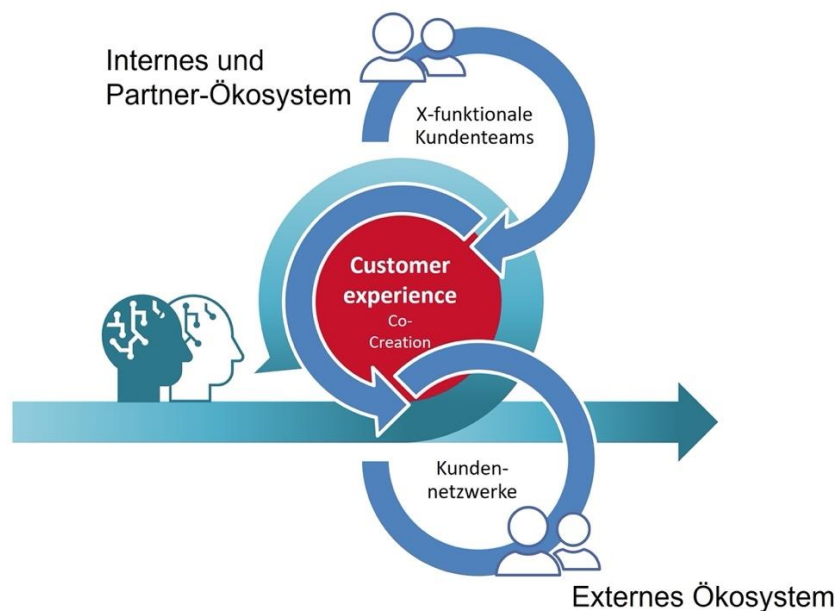 Internes und
Partner-Ökosystem
X-funktionale
Kundenteams
Customer
experience
Co-
Creation
Kunden-
netzwerke
Externes Ökosystem